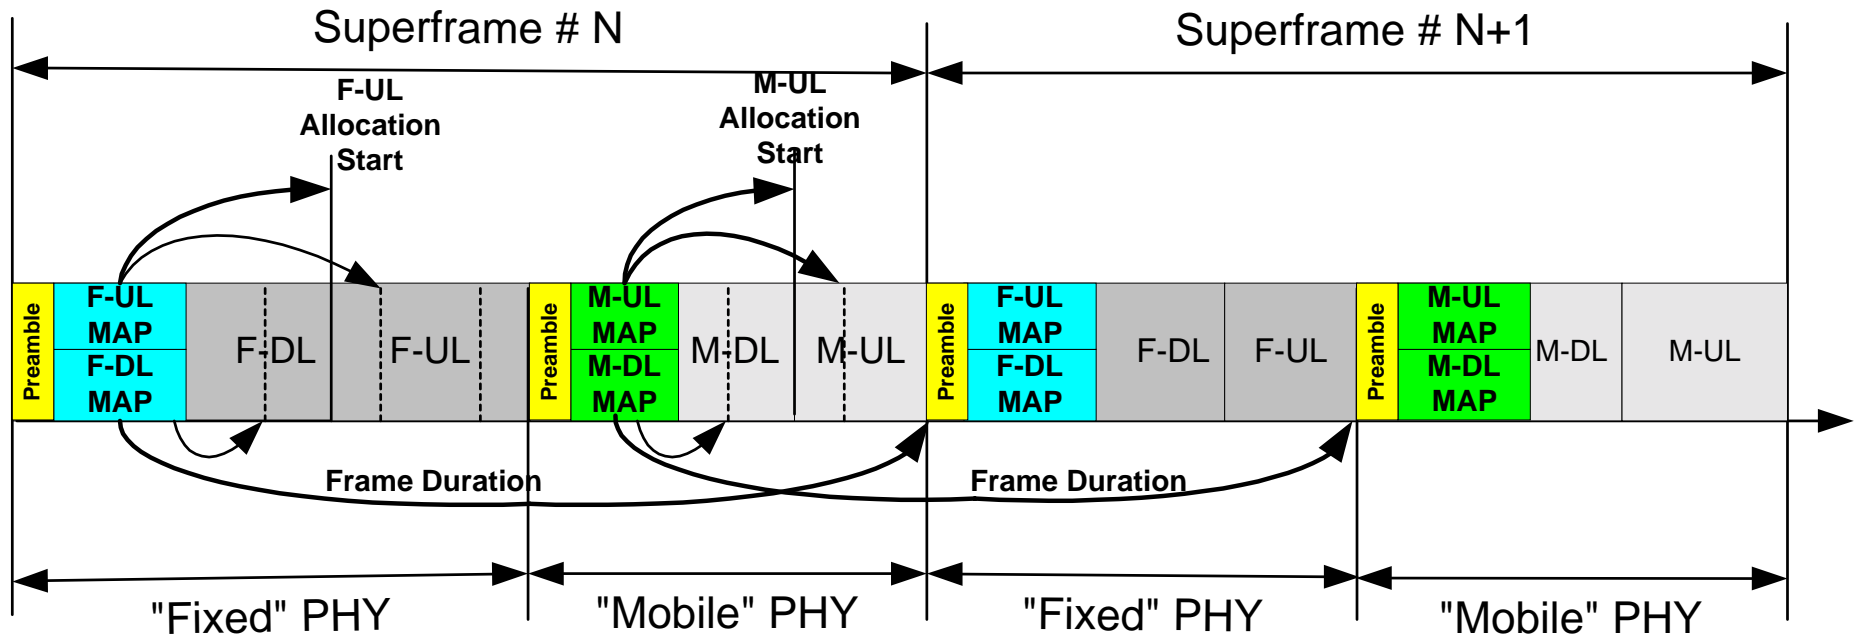 Superframe # N
Superframe # N+1
F-UL
Allocation
Start
M-UL
Allocation
Start
Preamble
F-UL
MAP
F-DL
MAP
F-DL
F-UL
Preamble
M-UL
MAP
M-DL
MAP
M-DL
M-UL
Preamble
F-UL
MAP
F-DL
MAP
F-DL
F-UL
Preamble
M-UL
MAP
M-DL
MAP
M-DL
M-UL
Frame Duration
Frame Duration
"Fixed" PHY
"Mobile" PHY
"Fixed" PHY
"Mobile" PHY